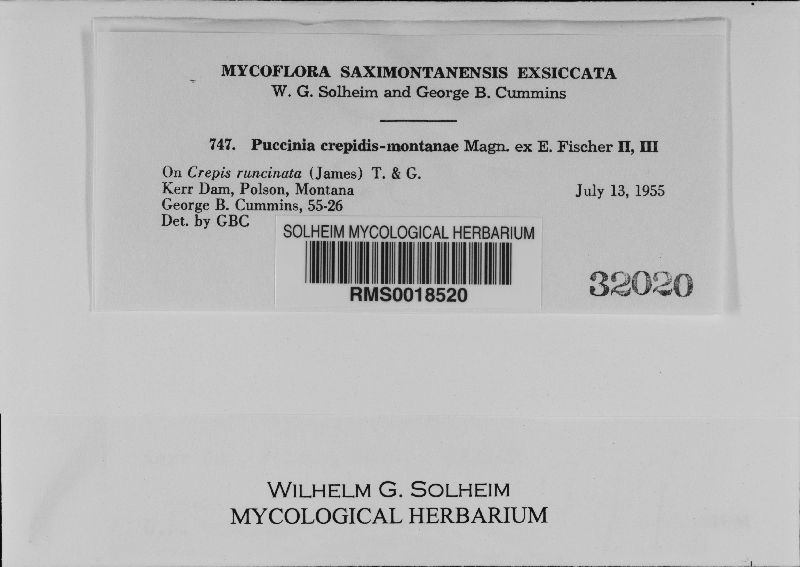 MYCOFLORA SAXIMONTANENSIS EXSICCATA
W. G. Solheim and George B. Cummins
747. Puccinia crepidis-montanae Magn. ex E. Fischer II, III
On Crepis runcinata (James) T. & G.
Kerr Dam, Polson, Montana July 13, 1955
George B. Cummins, 55-26
Det. by GBC
SOLHEIM MYCOLOGICAL HERBARIUM
RMS0018520
32020
WILHELM G. SOLHEIM
MYCOLOGICAL HERBARIUM